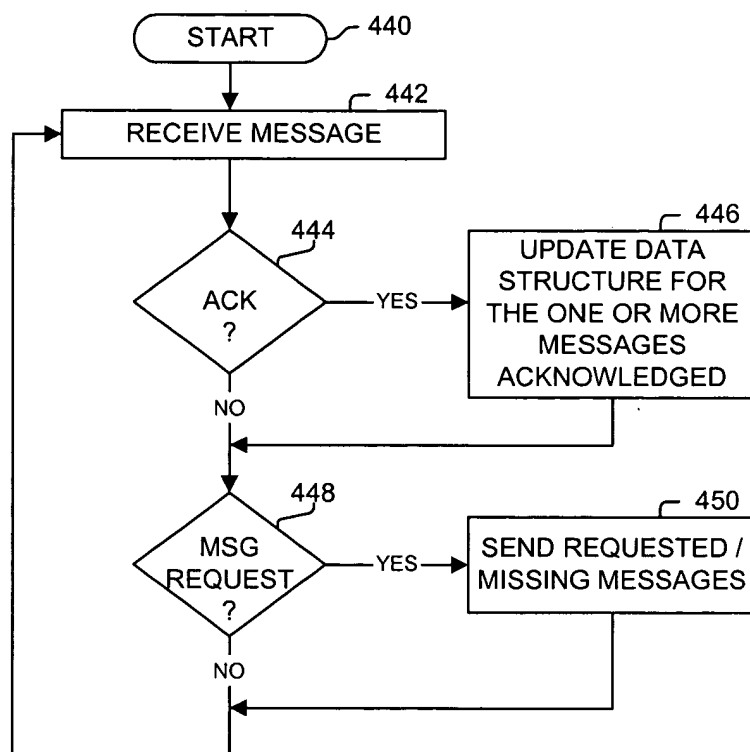 START
440
442
RECEIVE MESSAGE
444
ACK
?
YES
NO
446
UPDATE DATA
STRUCTURE FOR
THE ONE OR MORE
MESSAGES
ACKNOWLEDGED
448
MSG
REQUEST
?
YES
NO
450
SEND REQUESTED /
MISSING MESSAGES